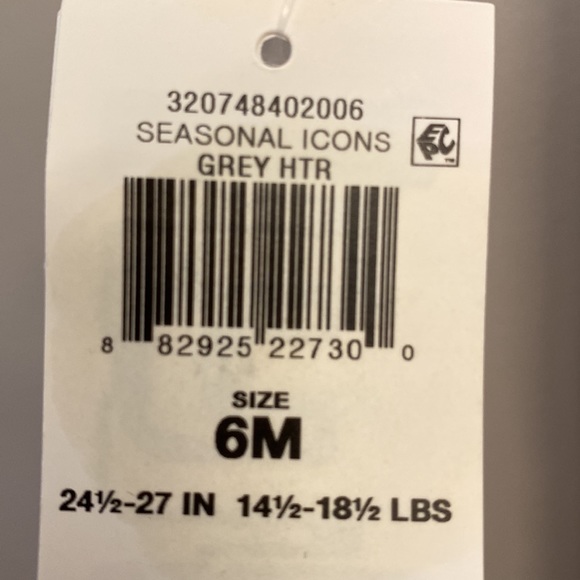 320748402006
SEASONAL ICONS
GREY HTR
EPC™
8 82925 22730 0
SIZE
6M
24½-27 IN 14½-18½ LBS